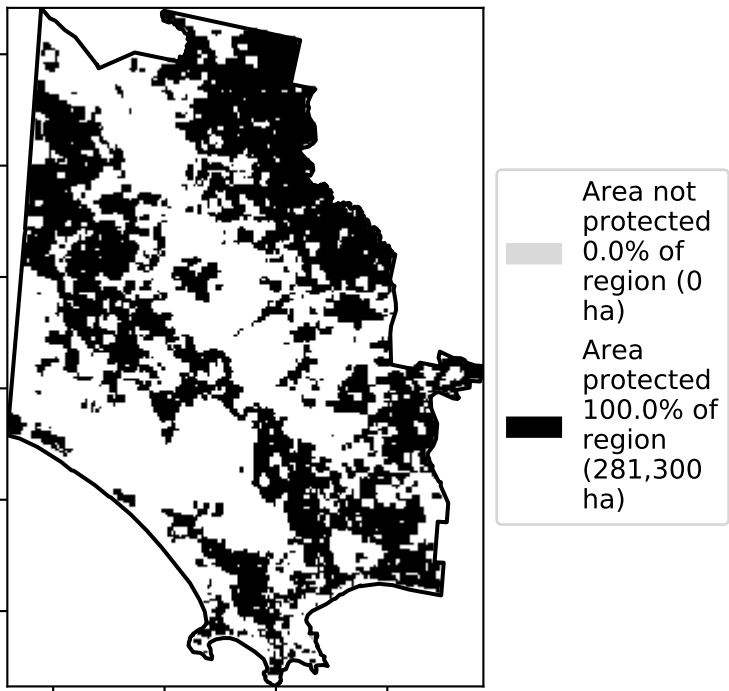 Area not
protected
0.0% of
region (0
ha)
Area
protected
100.0% of
region
(281,300
ha)